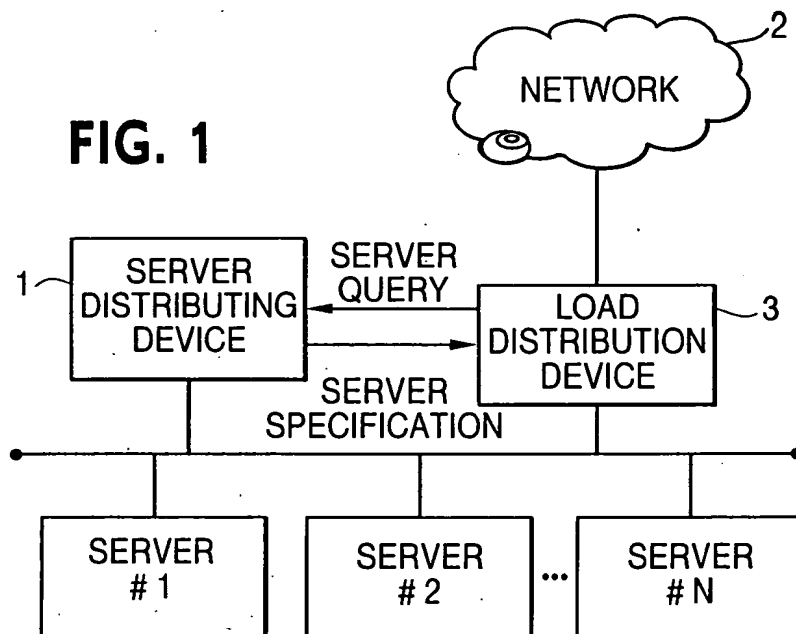 2
NETWORK
FIG. 1
1
SERVER
DISTRIBUTING
DEVICE
SERVER
QUERY
LOAD
DISTRIBUTION
DEVICE
3
SERVER
SPECIFICATION
SERVER
# 1
SERVER
# 2
...
SERVER
# N